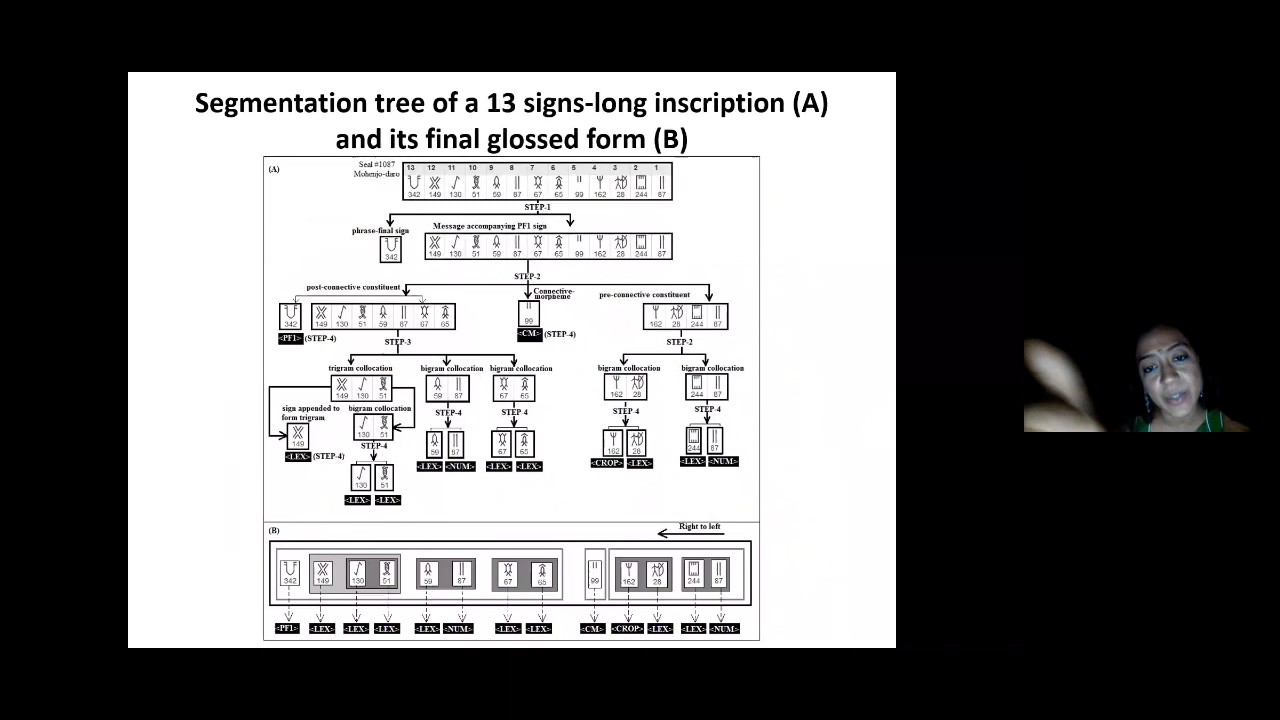 Segmentation tree of a 13 signs-long inscription (A)
and its final glossed form (B)
(A)
Seal #1087
Mohenjo-daro
13 12 11 10 9 8 7 6 5 4 3 2 1
342 149 130 51 59 87 67 65 99 162 28 244 87
STEP-1
phrase-final sign
Message accompanying PF1 sign
342
149 130 51 59 87 67 65 99 162 28 244 87
STEP-2
post-connective constituent
Connective-
morpheme
pre-connective constituent
342
149 130 51 59 87 67 65
99
162 28 244 87
<PF1> (STEP-4)
<CM> (STEP-4)
STEP-3
STEP-2
trigram collocation
bigram collocation
bigram collocation
bigram collocation
bigram collocation
149 130 51
59 87
67 65
162 28
244 87
sign appended to
form trigram
bigram collocation
STEP-4
STEP 4
STEP-4
STEP-4
149
130 51
59 87
67 65
162 28
244 87
<LEX> (STEP-4)
STEP-4
<LEX> <NUM>
<LEX> <LEX>
<CROP> <LEX>
<LEX> <NUM>
130 51
<LEX> <LEX>
(B)
Right to left
342 149 130 51 59 87 67 65 99 162 28 244 87
<PF1> <LEX> <LEX> <LEX> <LEX> <NUM> <LEX> <LEX> <CM> <CROP> <LEX> <LEX> <NUM>